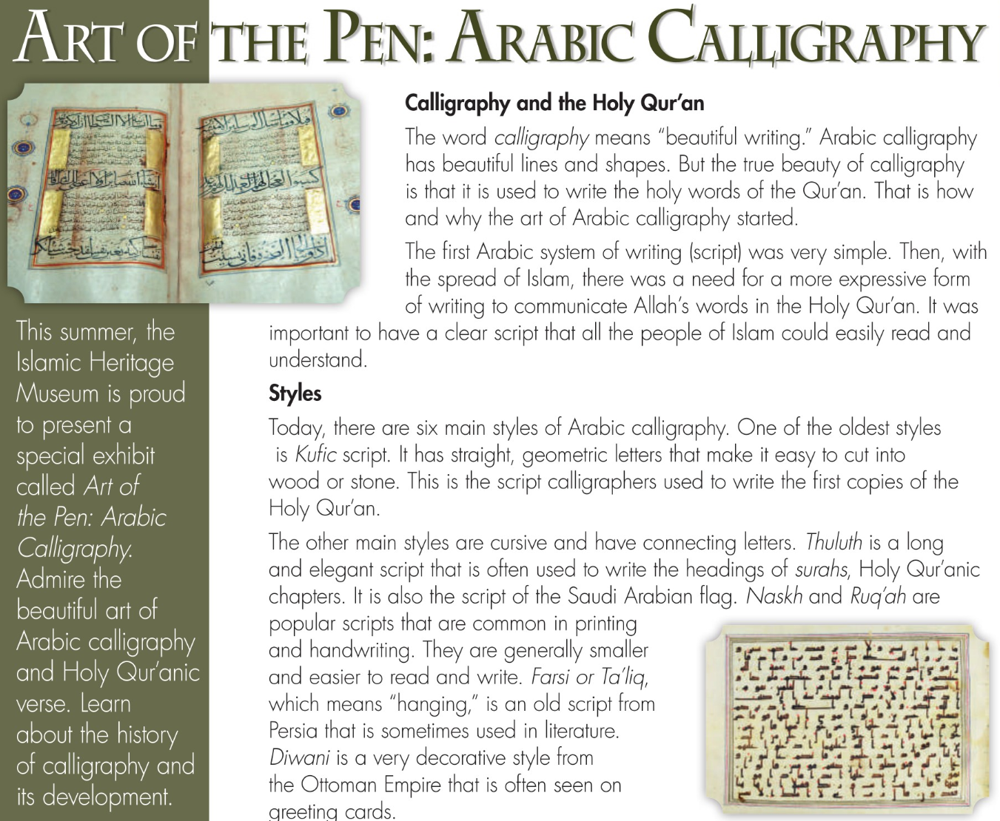 ART OF THE PEN: ARABIC CALLIGRAPHY
This summer, the
Islamic Heritage
Museum is proud
to present a
special exhibit
called Art of
the Pen: Arabic
Calligraphy.
Admire the
beautiful art of
Arabic calligraphy
and Holy Qur’anic
verse. Learn
about the history
of calligraphy and
its development.
Calligraphy and the Holy Qur’an
The word calligraphy means “beautiful writing.” Arabic calligraphy
has beautiful lines and shapes. But the true beauty of calligraphy
is that it is used to write the holy words of the Qur’an. That is how
and why the art of Arabic calligraphy started.
The first Arabic system of writing (script) was very simple. Then, with
the spread of Islam, there was a need for a more expressive form
of writing to communicate Allah’s words in the Holy Qur’an. It was
important to have a clear script that all the people of Islam could easily read and
understand.
Styles
Today, there are six main styles of Arabic calligraphy. One of the oldest styles
is Kufic script. It has straight, geometric letters that make it easy to cut into
wood or stone. This is the script calligraphers used to write the first copies of the
Holy Qur’an.
The other main styles are cursive and have connecting letters. Thuluth is a long
and elegant script that is often used to write the headings of surahs, Holy Qur’anic
chapters. It is also the script of the Saudi Arabian flag. Naskh and Ruq’ah are
popular scripts that are common in printing
and handwriting. They are generally smaller
and easier to read and write. Farsi or Ta’liq,
which means “hanging,” is an old script from
Persia that is sometimes used in literature.
Diwani is a very decorative style from
the Ottoman Empire that is often seen on
greeting cards.